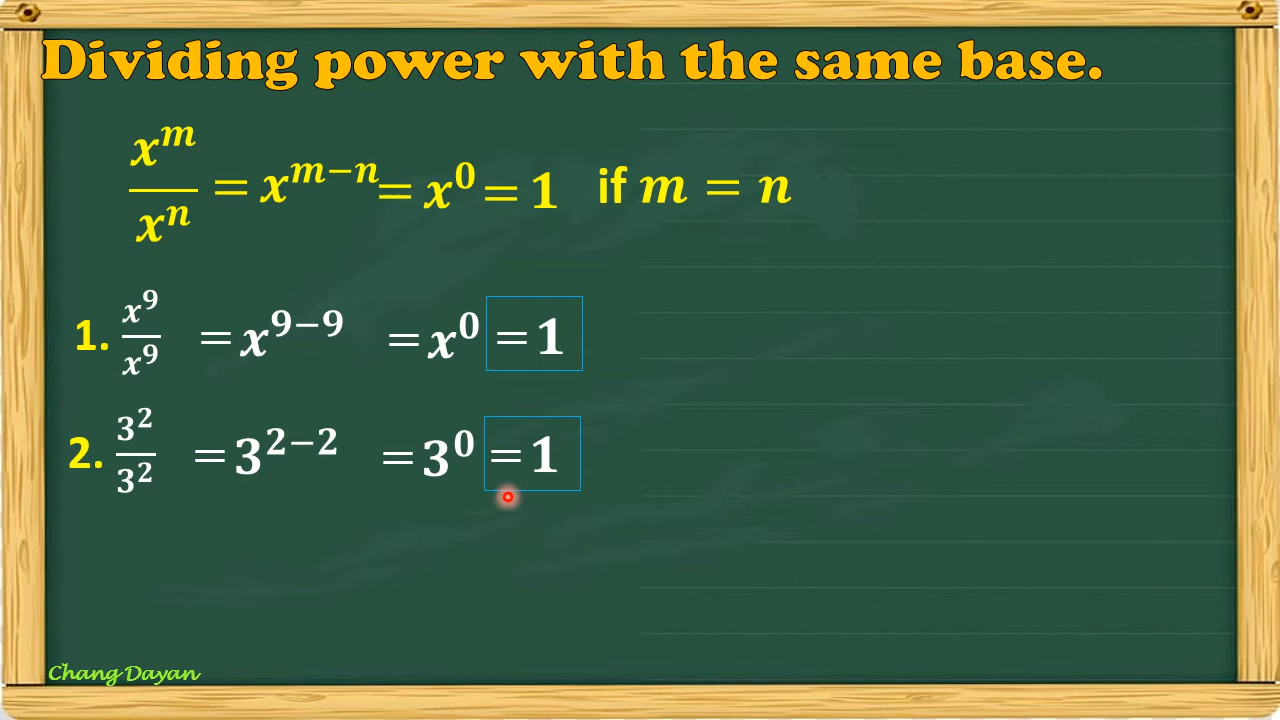 Dividing power with the same base.
x^m/x^n = x^{m−n} = x^0 = 1 if m = n
1. x^9/x^9 = x^{9−9} = x^0 = 1
2. 3^2/3^2 = 3^{2−2} = 3^0 = 1
Chang Dayan